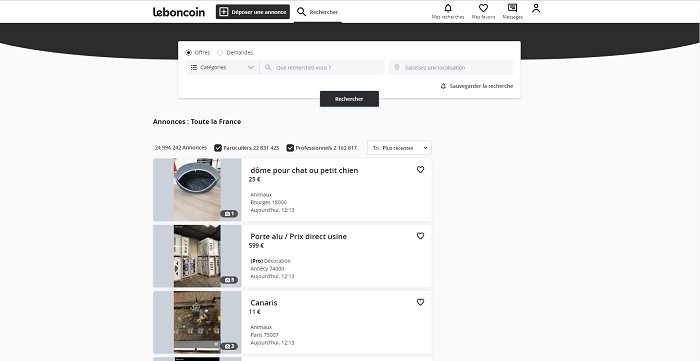 leboncoin
Déposer une annonce
Rechercher
Mes recherches
Mes favoris
Messages
Offres
Demandes
Catégories
Que recherchez-vous ?
Saisissez une localisation
Sauvegarder la recherche
Rechercher
Annonces : Toute la France
24 994 242 Annonces
Particuliers 22 831 425
Professionnels 2 162 817
Tri : Plus récentes
dôme pour chat ou petit chien
25 €
Animaux
Bourges 18000
Aujourd'hui, 12:13
1
Porte alu / Prix direct usine
599 €
(Pro) Décoration
Annecy 74000
Aujourd'hui, 12:13
5
Canaris
11 €
Animaux
Paris 75007
Aujourd'hui, 12:13
3